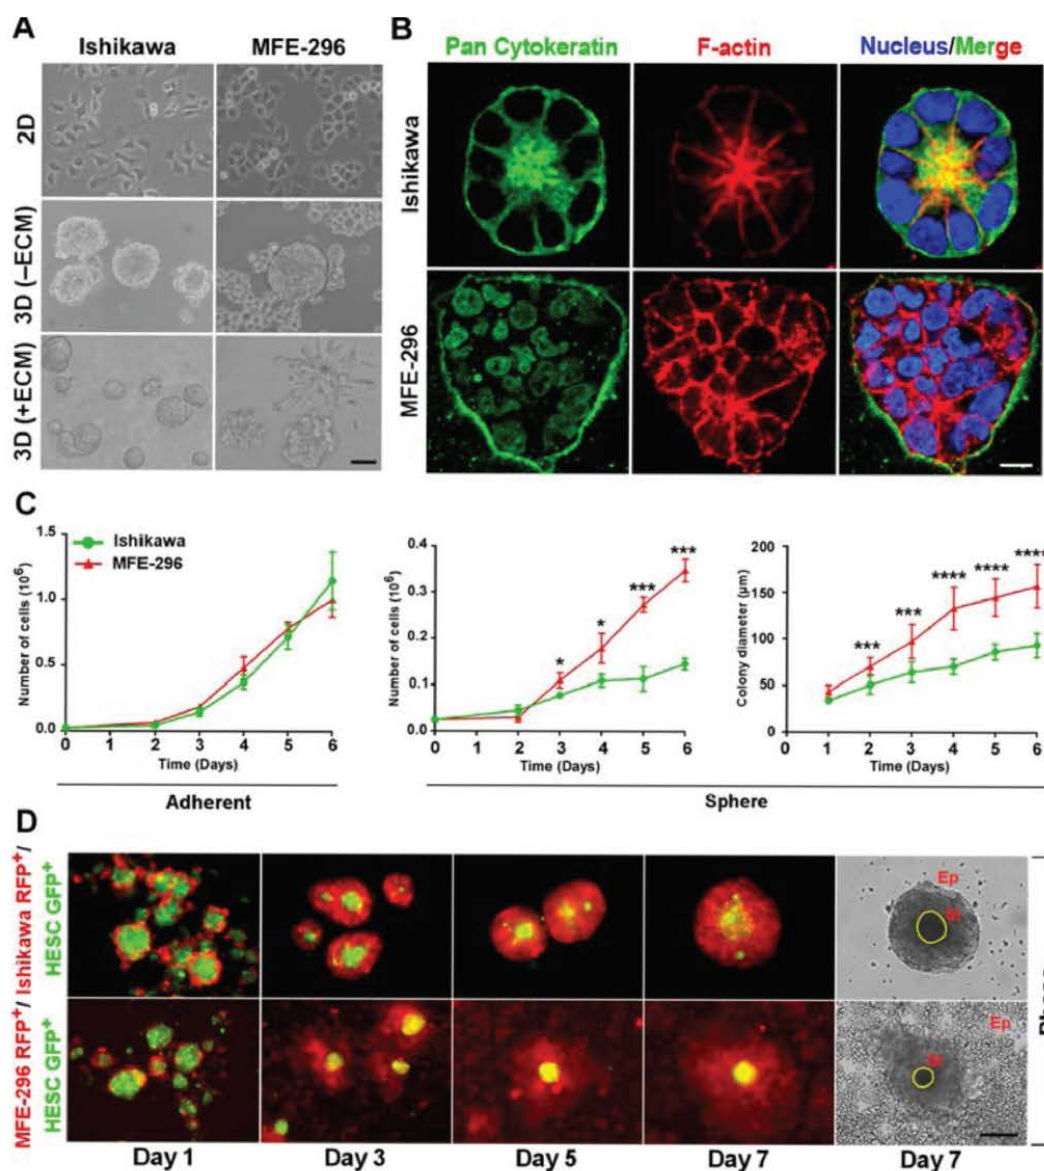 A
Ishikawa MFE-296
2D
3D (–ECM)
3D (+ECM)
B
Pan Cytokeratin F-actin Nucleus/Merge
Ishikawa
MFE-296
C
Ishikawa
MFE-296
Number of cells (10⁶)
1.5
1.0
0.5
0.0
0 1 2 3 4 5 6
Time (Days)
Adherent
Number of cells (10⁶)
0.4
0.3
0.2
0.1
0.0
* * *** ***
0 1 2 3 4 5 6
Time (Days)
Colony diameter (µm)
200
150
100
50
0
*** *** **** **** ****
0 1 2 3 4 5 6
Time (Days)
Sphere
D
MFE-296 RFP⁺/ Ishikawa RFP⁺/
HESC GFP⁺ HESC GFP⁺
Ep
St
Ep
Day 1 Day 3 Day 5 Day 7 Day 7